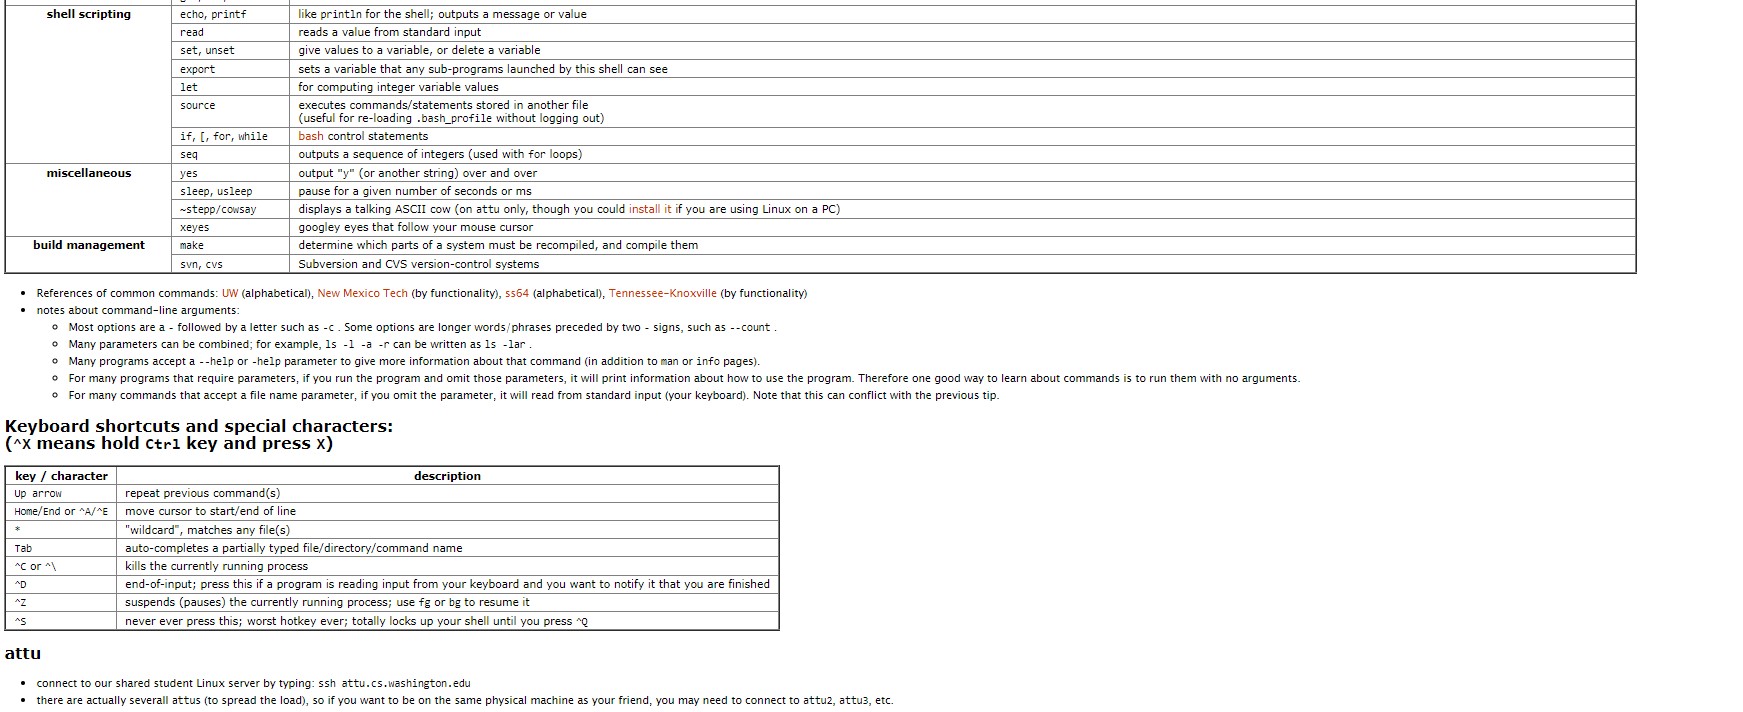 shell scripting echo, printf like println for the shell; outputs a message or value
read reads a value from standard input
set, unset give values to a variable, or delete a variable
export sets a variable that any sub-programs launched by this shell can see
let for computing integer variable values
source executes commands/statements stored in another file
(useful for re-loading .bash_profile without logging out)
if, [, for, while bash control statements
seq outputs a sequence of integers (used with for loops)
miscellaneous yes output "y" (or another string) over and over
sleep, usleep pause for a given number of seconds or ms
~stepp/cowsay displays a talking ASCII cow (on attu only, though you could install it if you are using Linux on a PC)
xeyes googley eyes that follow your mouse cursor
build management make determine which parts of a system must be recompiled, and compile them
svn, cvs Subversion and CVS version-control systems
• References of common commands: UW (alphabetical), New Mexico Tech (by functionality), ss64 (alphabetical), Tennessee-Knoxville (by functionality)
• notes about command-line arguments:
○ Most options are a - followed by a letter such as -c . Some options are longer words/phrases preceded by two - signs, such as --count .
○ Many parameters can be combined; for example, ls -l -a -r can be written as ls -lar .
○ Many programs accept a --help or -help parameter to give more information about that command (in addition to man or info pages).
○ For many programs that require parameters, if you run the program and omit those parameters, it will print information about how to use the program. Therefore one good way to learn about commands is to run them with no arguments.
○ For many commands that accept a file name parameter, if you omit the parameter, it will read from standard input (your keyboard). Note that this can conflict with the previous tip.
Keyboard shortcuts and special characters:
(^X means hold Ctrl key and press X)
key / character description
Up arrow repeat previous command(s)
Home/End or ^A/^E move cursor to start/end of line
* "wildcard", matches any file(s)
Tab auto-completes a partially typed file/directory/command name
^C or ^\ kills the currently running process
^D end-of-input; press this if a program is reading input from your keyboard and you want to notify it that you are finished
^Z suspends (pauses) the currently running process; use fg or bg to resume it
^S never ever press this; worst hotkey ever; totally locks up your shell until you press ^Q
attu
• connect to our shared student Linux server by typing: ssh attu.cs.washington.edu
• there are actually severall attus (to spread the load), so if you want to be on the same physical machine as your friend, you may need to connect to attu2, attu3, etc.